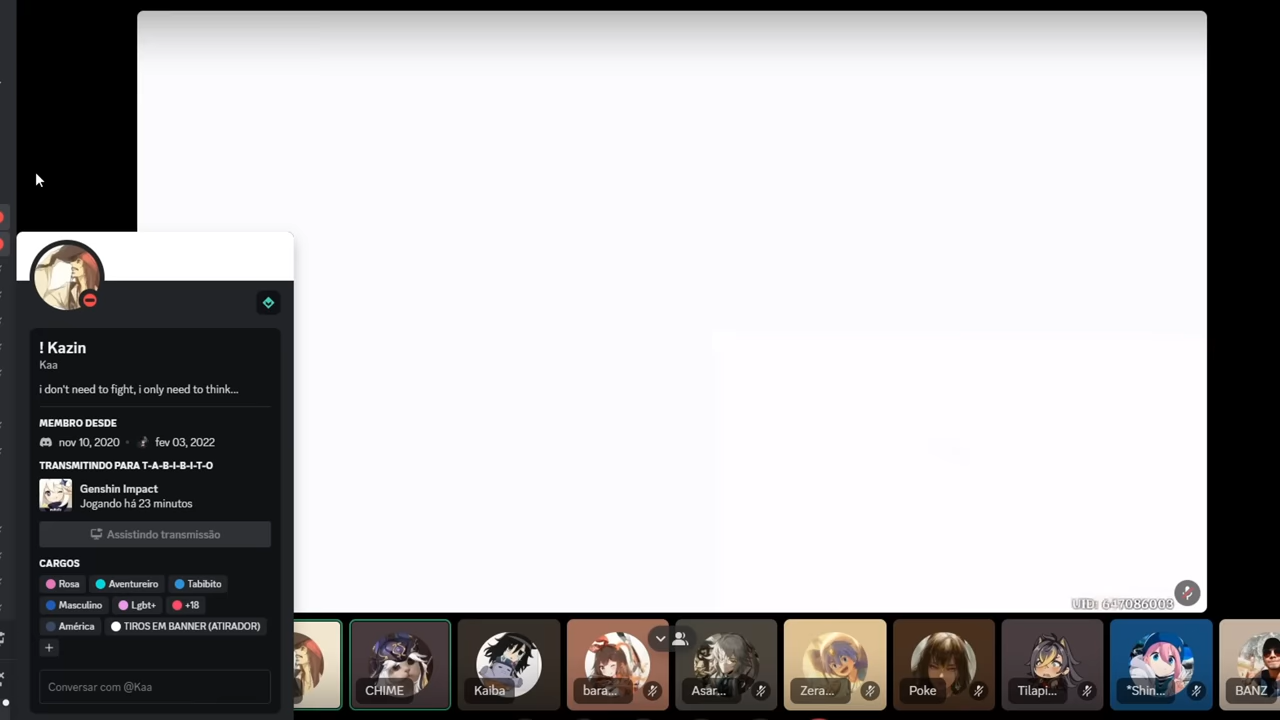 ! Kazin
Kaa
i don't need to fight, i only need to think...
MEMBRO DESDE
nov 10, 2020 • fev 03, 2022
TRANSMITINDO PARA T-A-B-I-B-I-T-O
Genshin Impact
Jogando há 23 minutos
Assistindo transmissão
CARGOS
Rosa Aventureiro Tabibito
Masculino Lgbt+ +18
América TIROS EM BANNER (ATIRADOR)
+
Conversar com @Kaa
UID: 647086003
CHIME Kaiba bara... Asar... Zera... Poke Tilapi... *Shin... BANZ